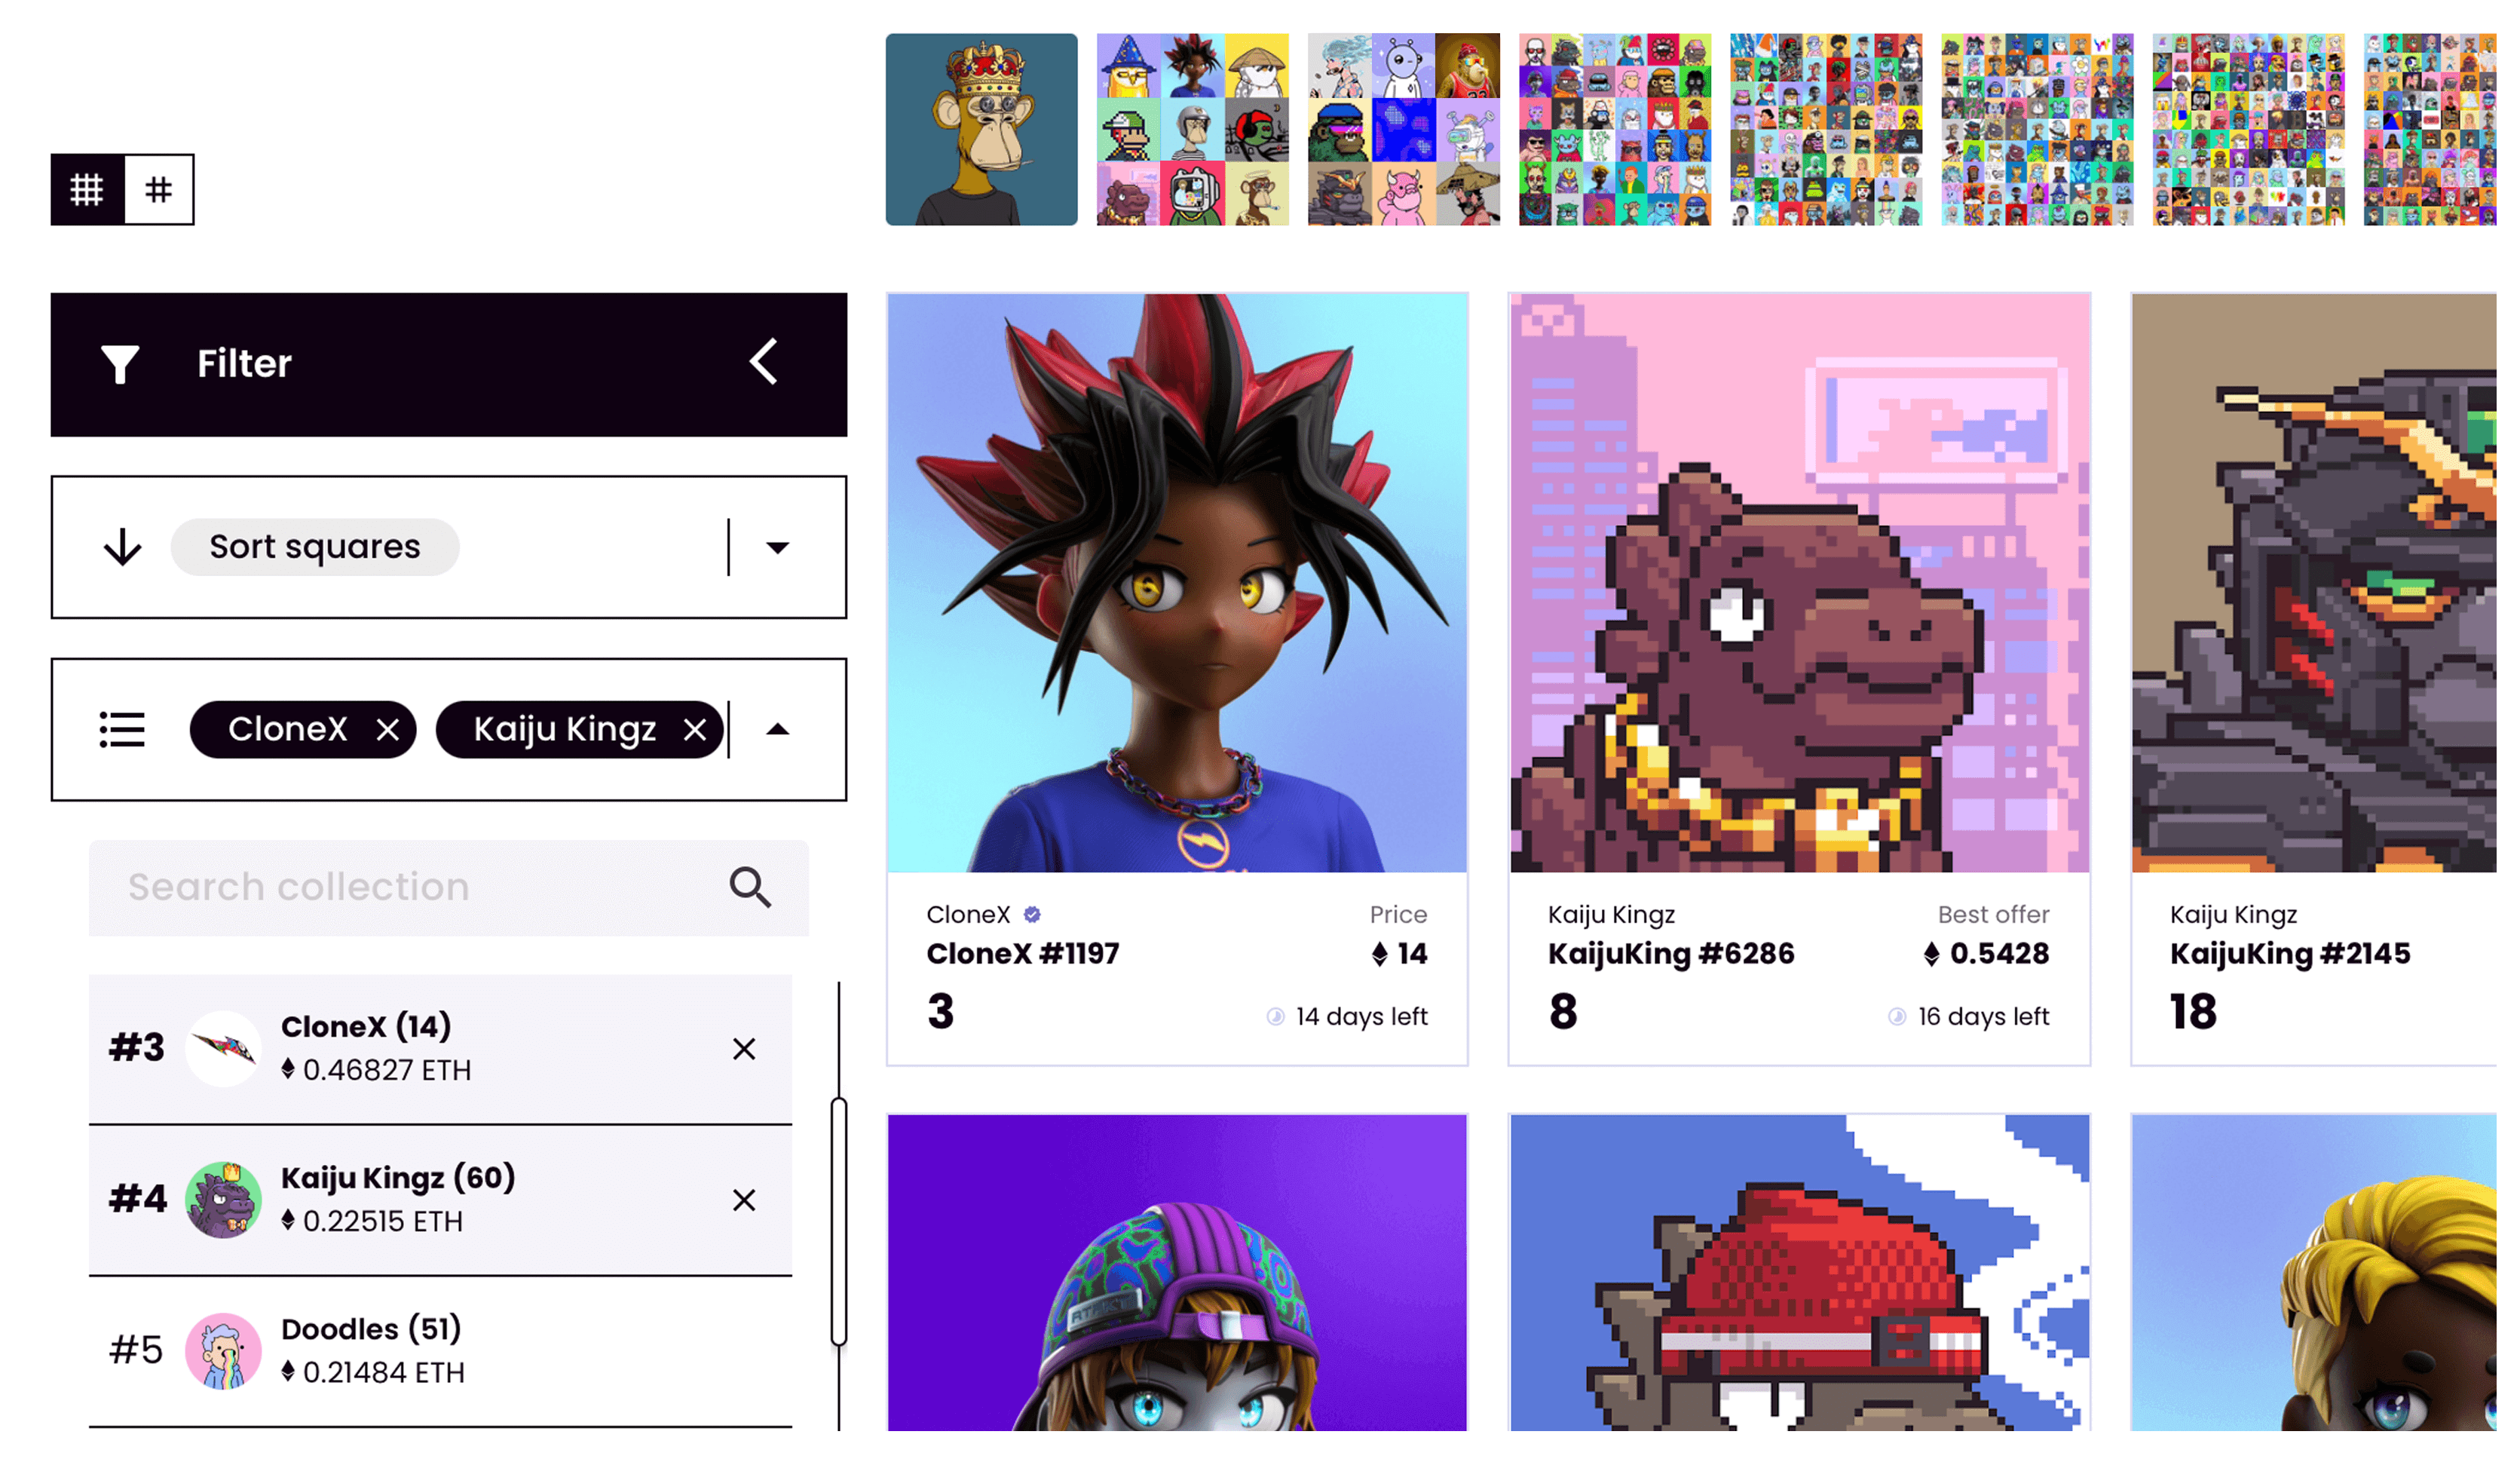 Filter
Sort squares
CloneX
Kaiju Kingz
Search collection
#3
CloneX (14)
0.46827 ETH
#4
Kaiju Kingz (60)
0.22515 ETH
#5
Doodles (51)
0.21484 ETH
CloneX
Price
CloneX #1197
14
3
14 days left
Kaiju Kingz
Best offer
KaijuKing #6286
0.5428
8
16 days left
Kaiju Kingz
KaijuKing #2145
18